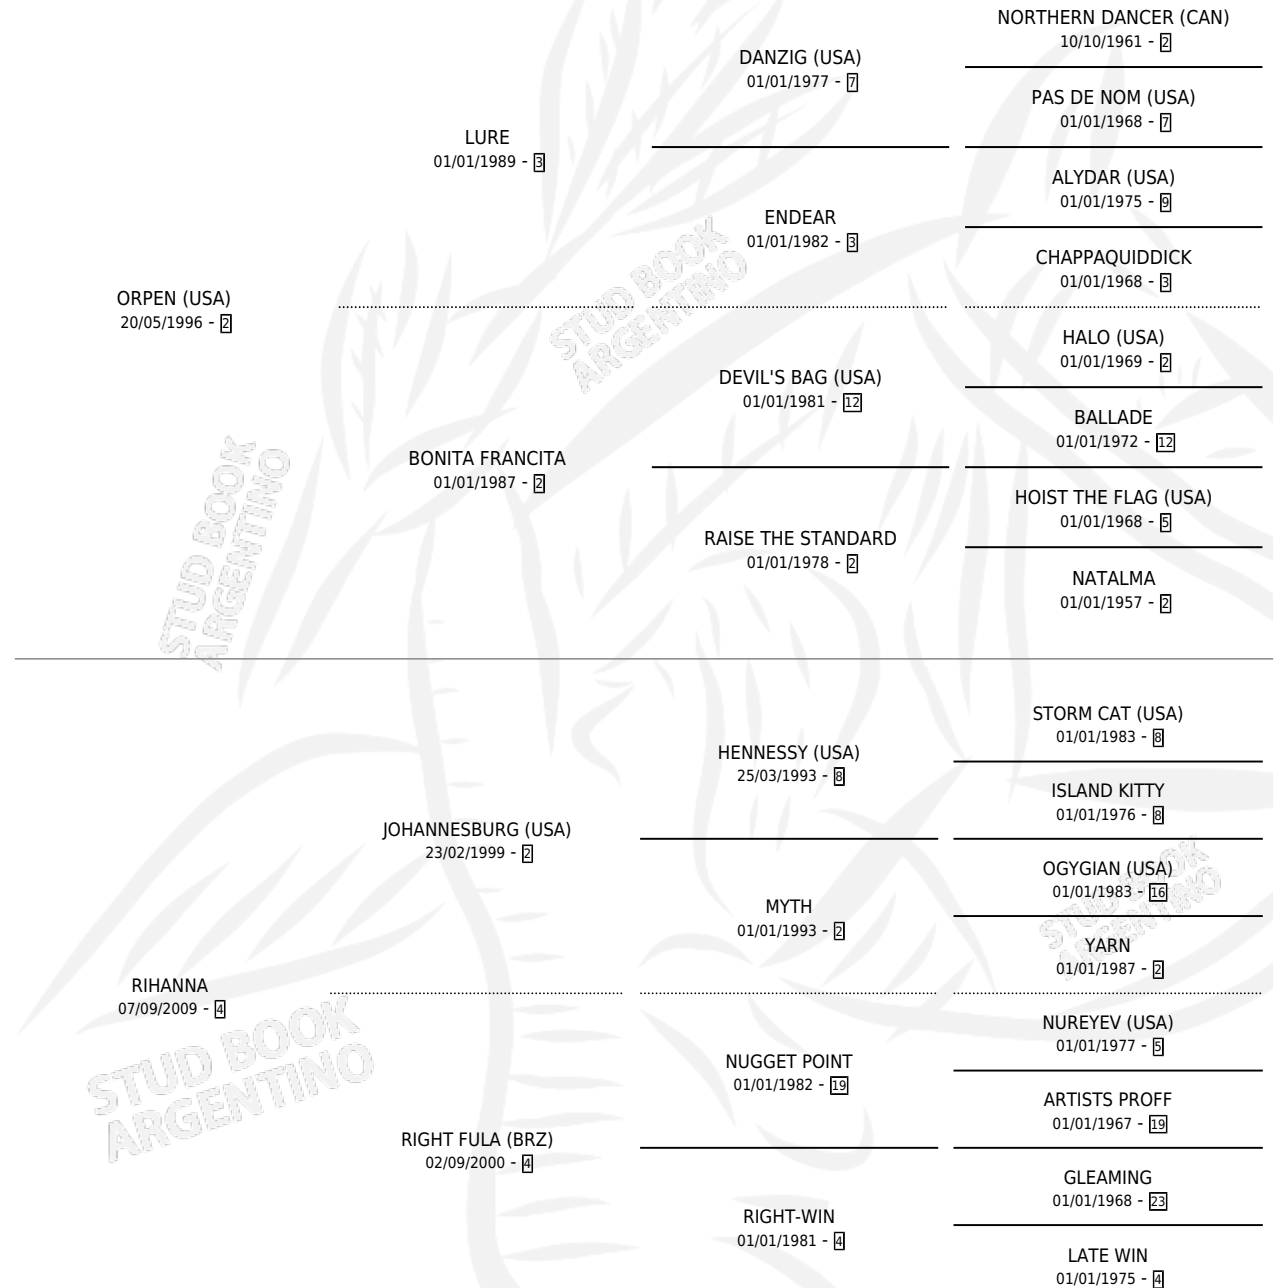 NORTHERN DANCER (CAN)
10/10/1961 - 2
DANZIG (USA)
01/01/1977 - 7
PAS DE NOM (USA)
01/01/1968 - 7
LURE
01/01/1989 - 3
ALYDAR (USA)
01/01/1975 - 9
ENDEAR
01/01/1982 - 3
CHAPPAQUIDDICK
01/01/1968 - 3
ORPEN (USA)
20/05/1996 - 2
STUD BOOK
ARGENTINO
HALO (USA)
01/01/1969 - 2
DEVIL'S BAG (USA)
01/01/1981 - 12
BALLADE
01/01/1972 - 12
BONITA FRANCITA
01/01/1987 - 2
STUD BOOK
ARGENTINO
HOIST THE FLAG (USA)
01/01/1968 - 5
RAISE THE STANDARD
01/01/1978 - 2
NATALMA
01/01/1957 - 2
STORM CAT (USA)
01/01/1983 - 8
HENNESSY (USA)
25/03/1993 - 8
ISLAND KITTY
01/01/1976 - 8
JOHANNESBURG (USA)
23/02/1999 - 2
OGYGIAN (USA)
01/01/1983 - 16
STUD BOOK
ARGENTINO
MYTH
01/01/1993 - 2
YARN
01/01/1987 - 2
RIHANNA
07/09/2009 - 4
STUD BOOK
ARGENTINO
NUREYEV (USA)
01/01/1977 - 5
NUGGET POINT
01/01/1982 - 19
ARTISTS PROFF
01/01/1967 - 19
RIGHT FULA (BRZ)
02/09/2000 - 4
GLEAMING
01/01/1968 - 23
RIGHT-WIN
01/01/1981 - 4
LATE WIN
01/01/1975 - 4